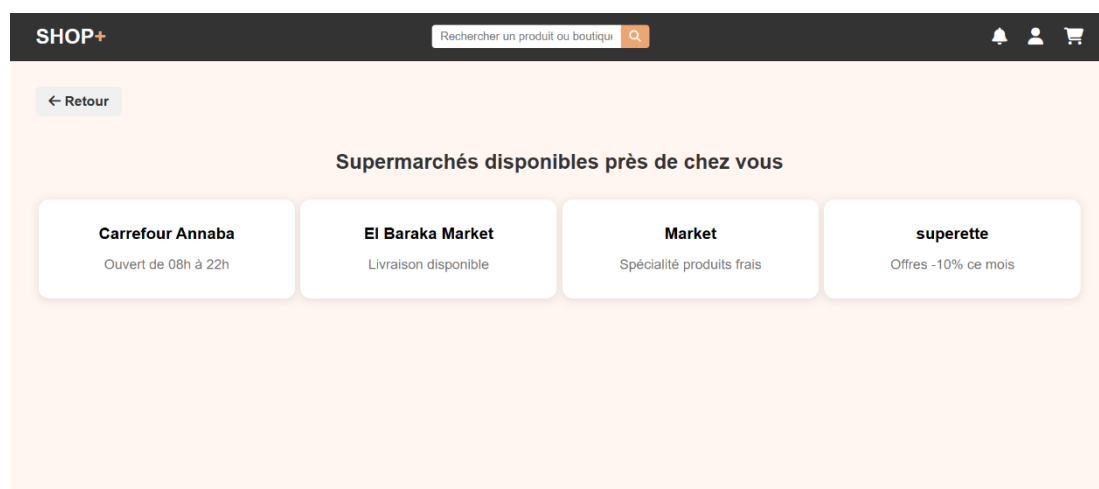 SHOP+
Rechercher un produit ou boutiqu
← Retour
Supermarchés disponibles près de chez vous
Carrefour Annaba
Ouvert de 08h à 22h
El Baraka Market
Livraison disponible
Market
Spécialité produits frais
superette
Offres -10% ce mois